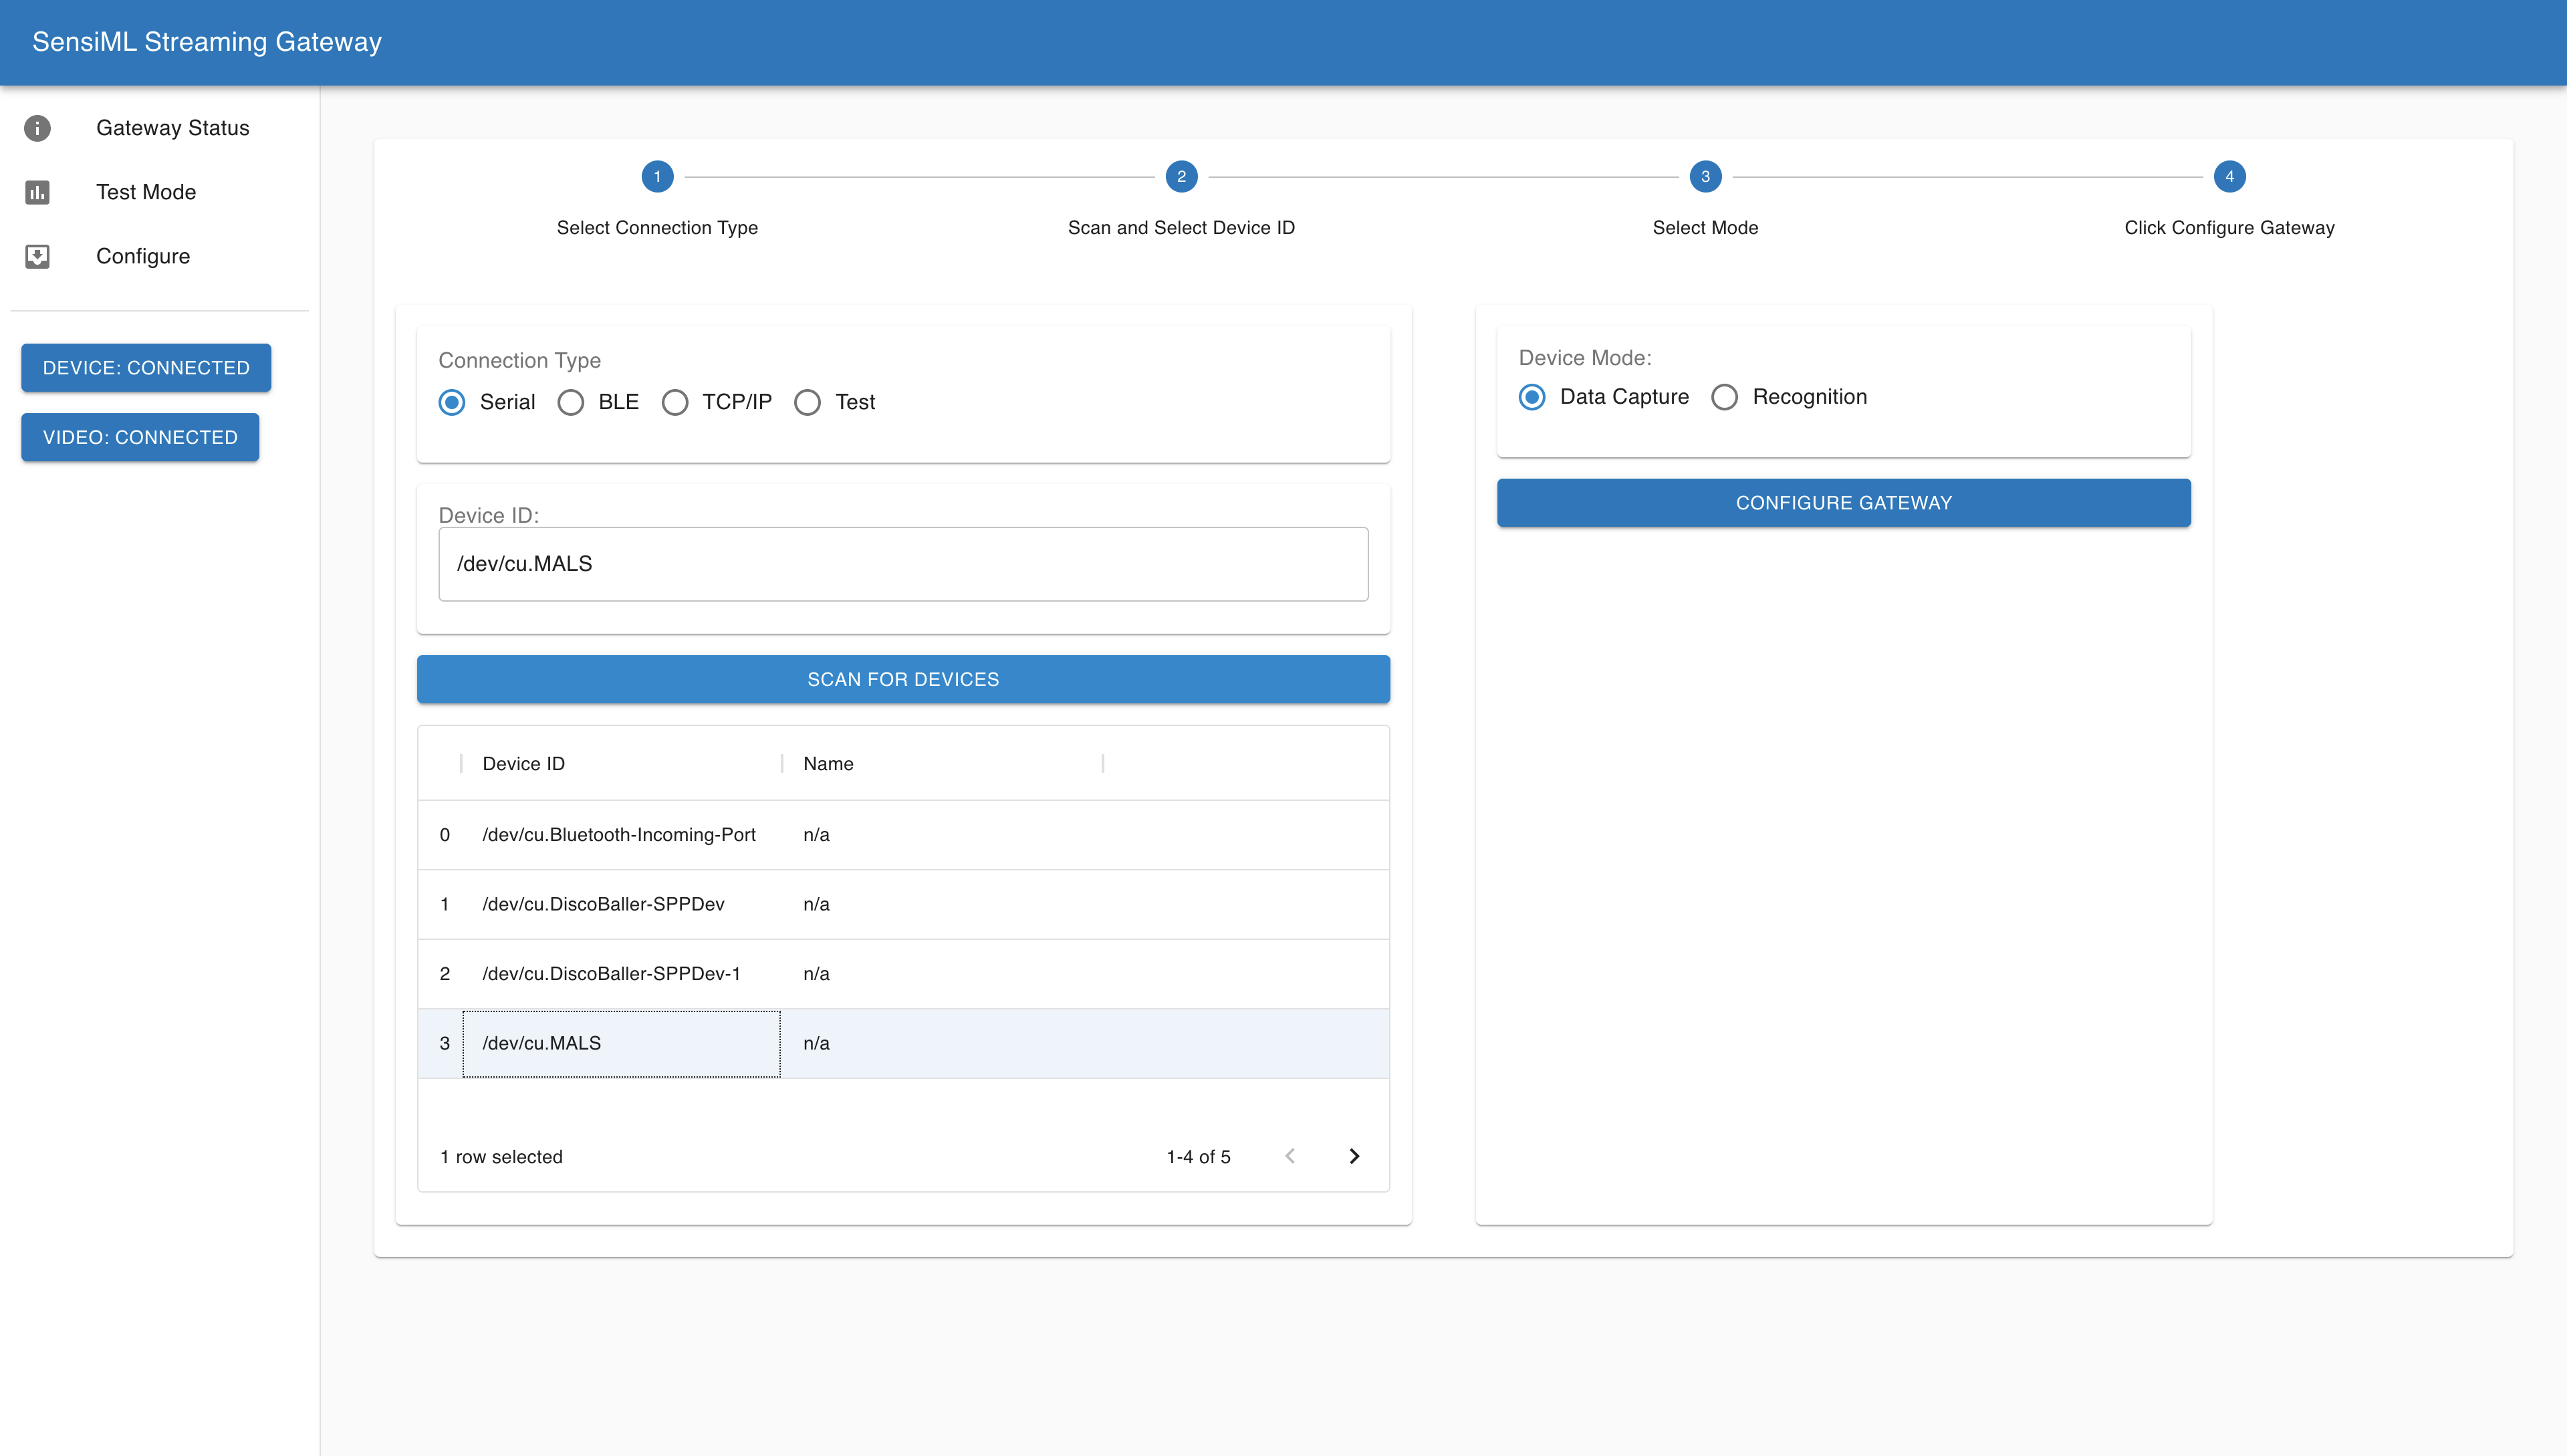 SensiML Streaming Gateway
Gateway Status
Test Mode
Configure
DEVICE: CONNECTED
VIDEO: CONNECTED
1
2
3
4
Select Connection Type
Scan and Select Device ID
Select Mode
Click Configure Gateway
Connection Type
Serial
BLE
TCP/IP
Test
Device ID:
/dev/cu.MALS
SCAN FOR DEVICES
Device ID
Name
0 /dev/cu.Bluetooth-Incoming-Port n/a
1 /dev/cu.DiscoBaller-SPPDev n/a
2 /dev/cu.DiscoBaller-SPPDev-1 n/a
3 /dev/cu.MALS n/a
1 row selected
1-4 of 5
Device Mode:
Data Capture
Recognition
CONFIGURE GATEWAY